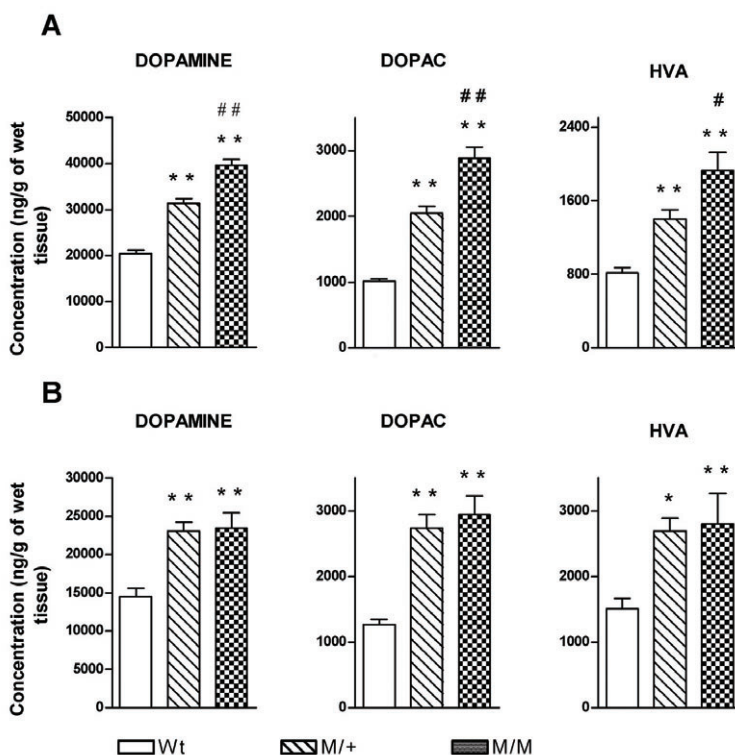 A
DOPAMINE
DOPAC
HVA
Concentration (ng/g of wet
tissue)
50000
40000
30000
20000
10000
0
* *
# #
* *
3000
2000
1000
0
* *
# #
* *
2400
1600
800
0
* *
#
* *
B
DOPAMINE
DOPAC
HVA
Concentration (ng/g of wet
tissue)
30000
25000
20000
15000
10000
5000
0
* *
* *
3000
2000
1000
0
* *
* *
3000
2000
1000
0
*
* *
Wt
M/+
M/M